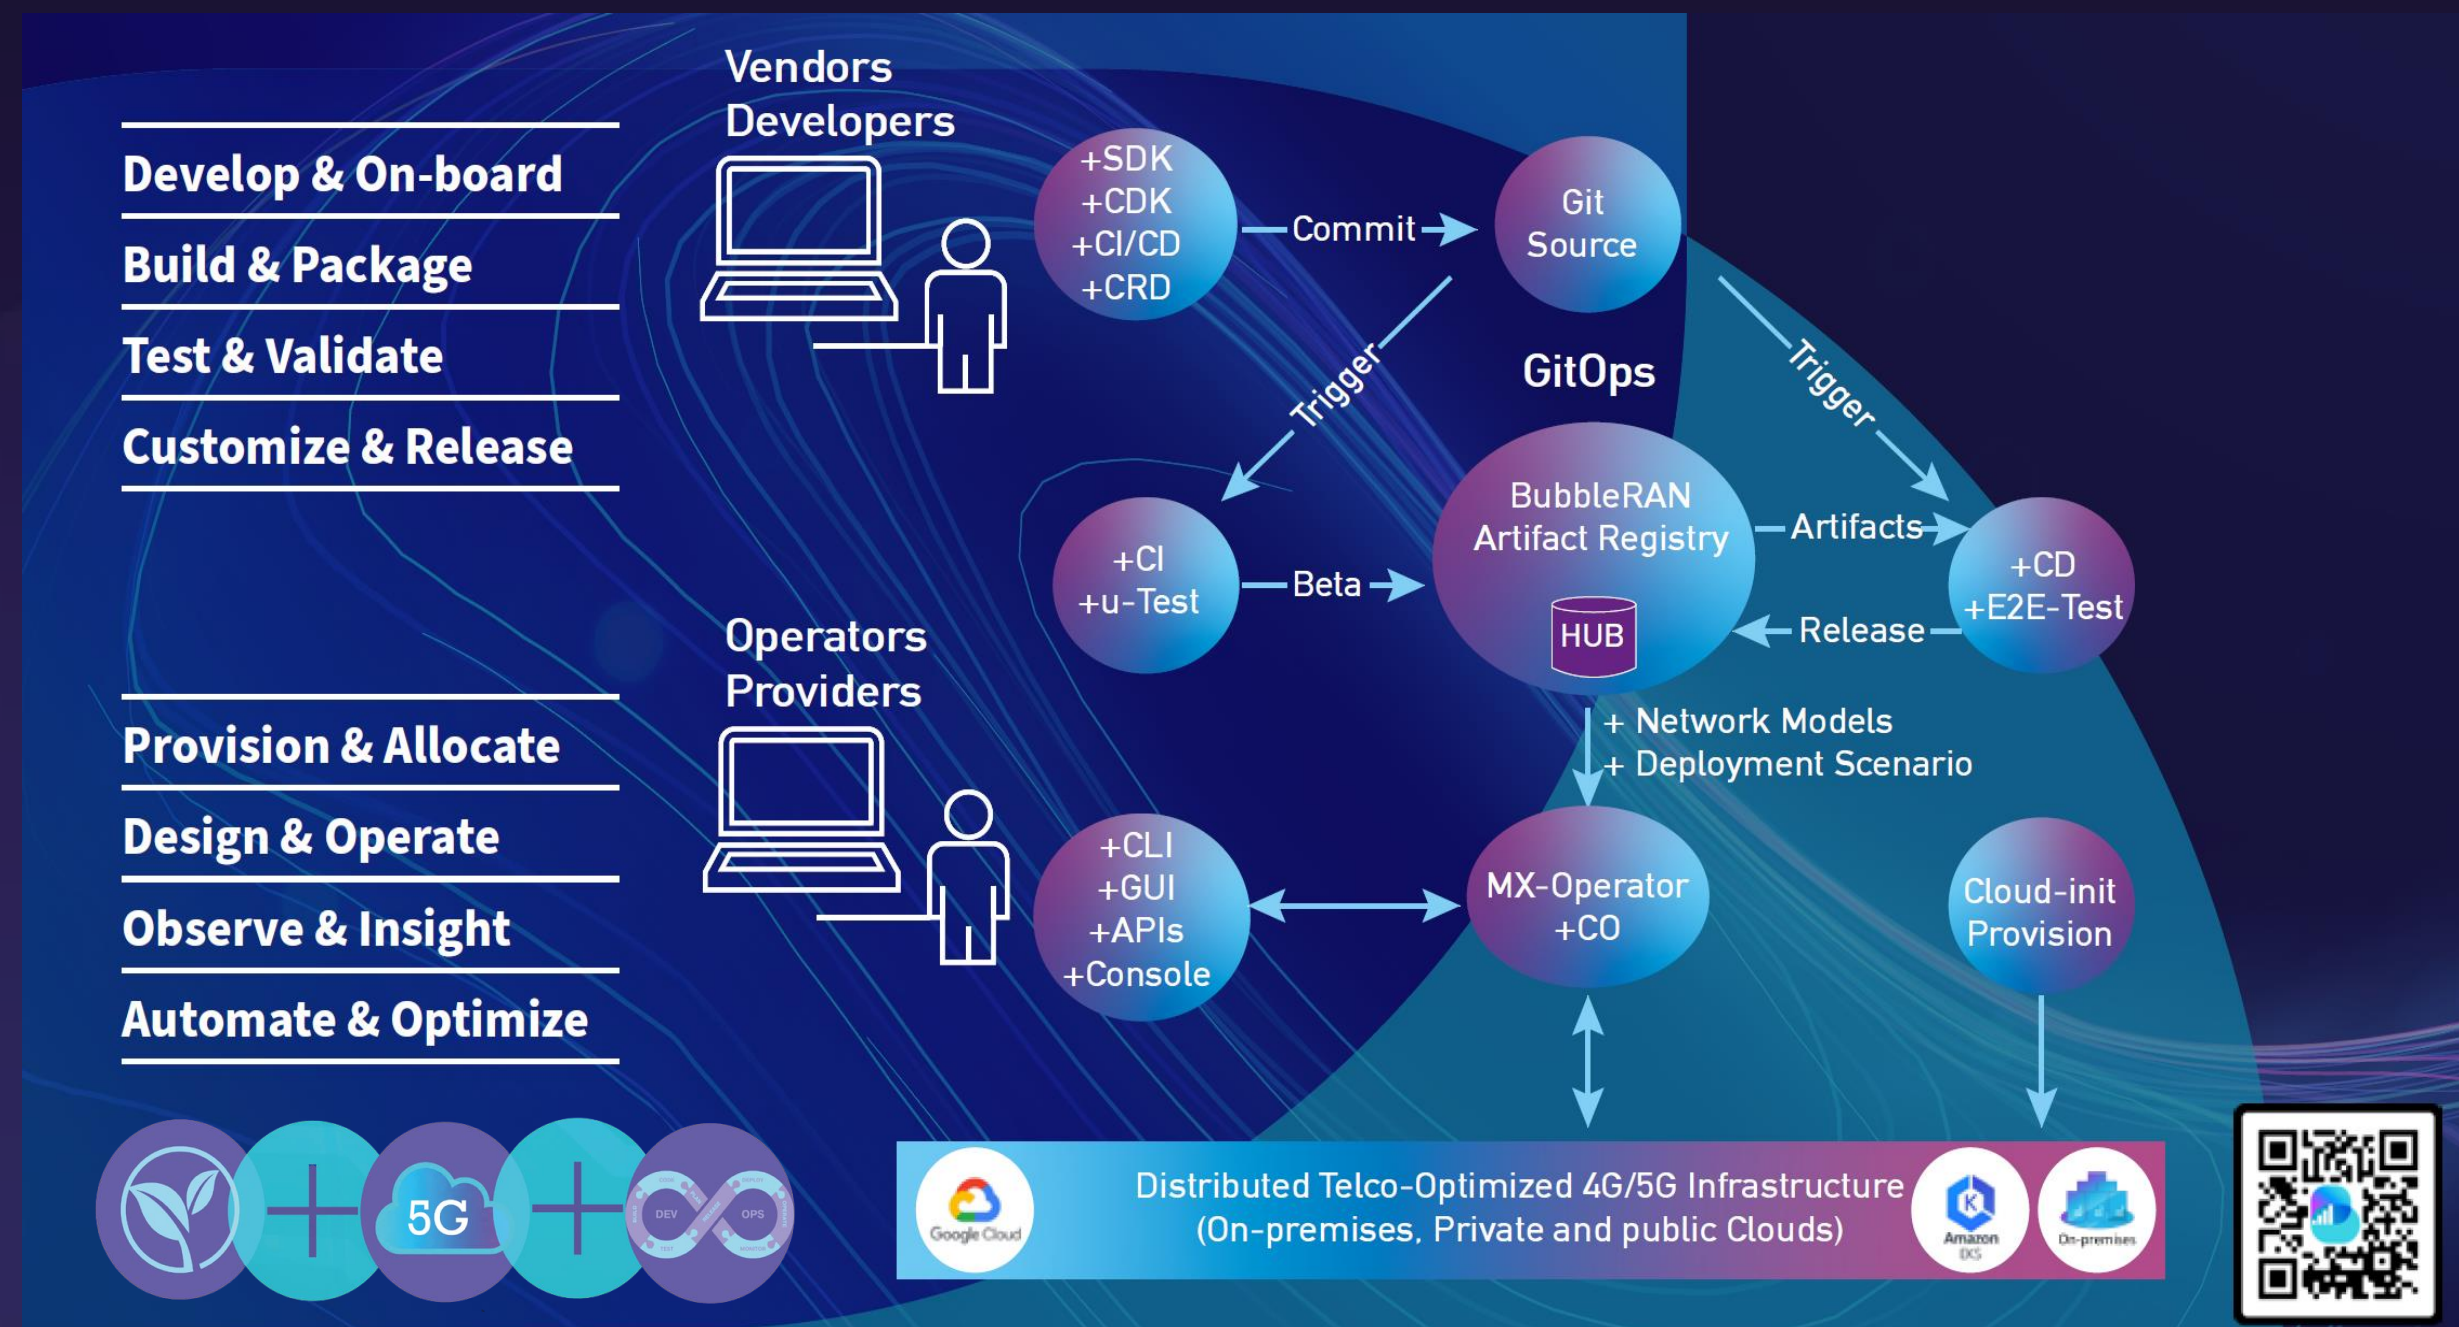 Develop & On-board
Build & Package
Test & Validate
Customize & Release
Vendors
Developers
+SDK
+CDK
+CI/CD
+CRD
Commit
Git
Source
Trigger
GitOps
Trigger
+CI
+u-Test
Beta
BubbleRAN
Artifact Registry
HUB
Artifacts
Release
+CD
+E2E-Test
Provision & Allocate
Design & Operate
Observe & Insight
Automate & Optimize
Operators
Providers
+ Network Models
+ Deployment Scenario
+CLI
+GUI
+APIs
+Console
MX-Operator
+CO
Cloud-init
Provision
5G
DEV
OPS
Google Cloud
Distributed Telco-Optimized 4G/5G Infrastructure
(On-premises, Private and public Clouds)
Amazon
On-premises